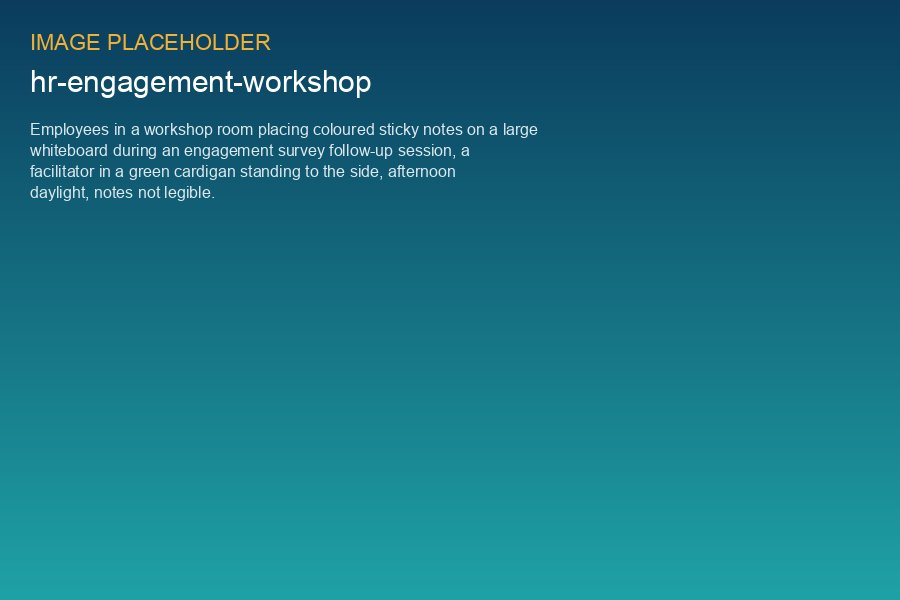 IMAGE PLACEHOLDER
hr-engagement-workshop
Employees in a workshop room placing coloured sticky notes on a large
whiteboard during an engagement survey follow-up session, a
facilitator in a green cardigan standing to the side, afternoon
daylight, notes not legible.